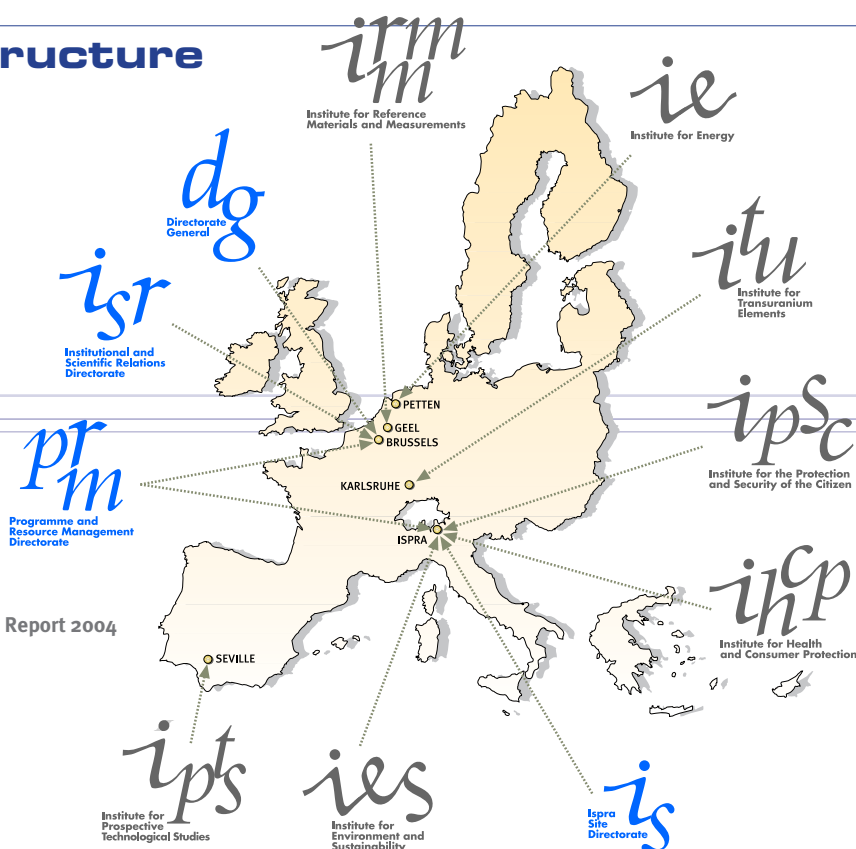 ructure
irmm
Institute for Reference
Materials and Measurements
ie
Institute for Energy
dg
Directorate
General
itu
Institute for
Transuranium
Elements
isr
Institutional and
Scientific Relations
Directorate
PETTEN
GEEL
BRUSSELS
ipsc
Institute for the Protection
and Security of the Citizen
prm
Programme and
Resource Management
Directorate
KARLSRUHE
ISPRA
ihcp
Institute for Health
and Consumer Protection
Report 2004
SEVILLE
ipts
Institute for
Prospective
Technological Studies
ies
Institute for
Environment and
Sustainability
is
Ispra
Site
Directorate